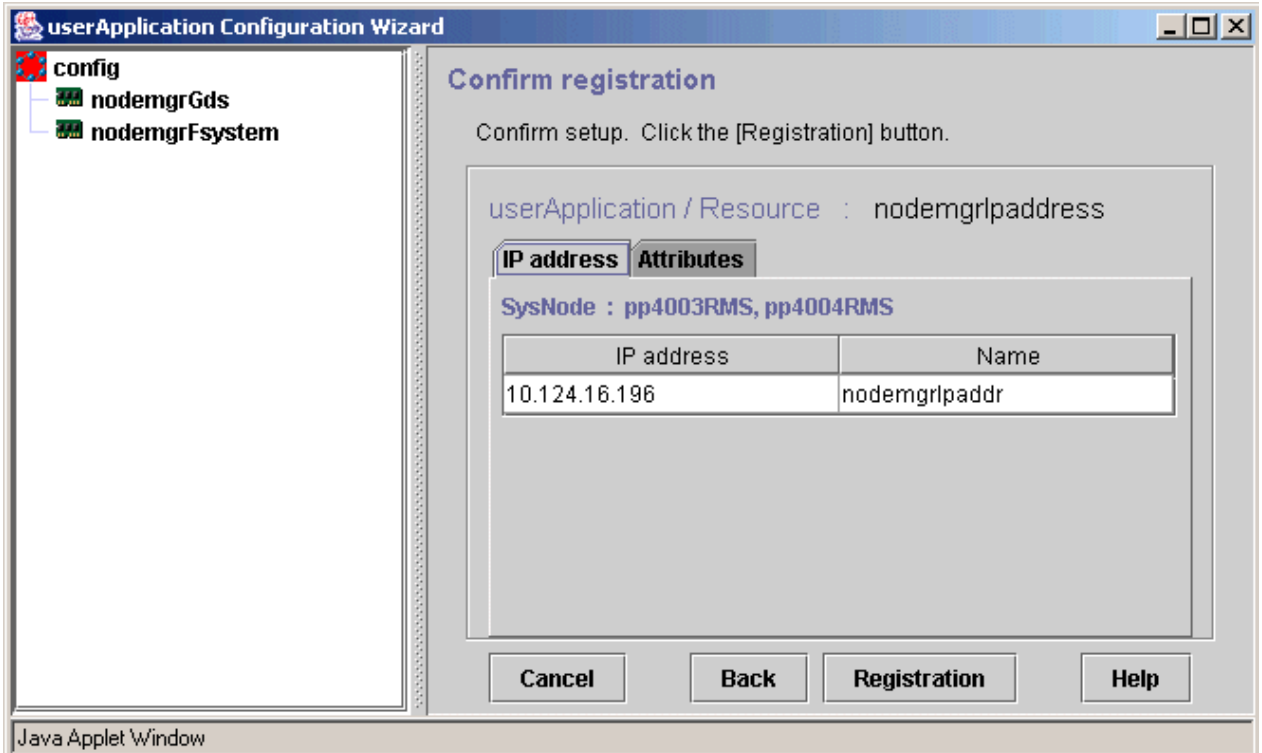 userApplication Configuration Wizard
config
nodemgrGds
nodemgrFsystem
Confirm registration
Confirm setup. Click the [Registration] button.
userApplication / Resource : nodemgrIpaddress
IP address Attributes
SysNode : pp4003RMS, pp4004RMS
IP address Name
10.124.16.196 nodemgrIpaddr
Cancel Back Registration Help
Java Applet Window